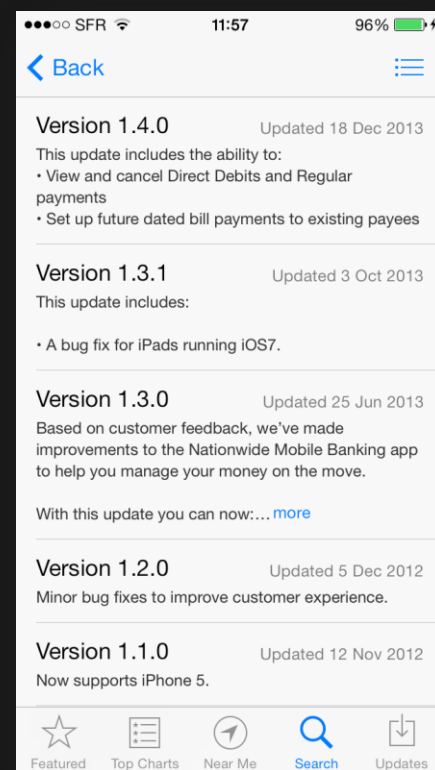 SFR 11:57 96%
Back
Version 1.4.0 Updated 18 Dec 2013
This update includes the ability to:
• View and cancel Direct Debits and Regular
payments
• Set up future dated bill payments to existing payees
Version 1.3.1 Updated 3 Oct 2013
This update includes:
• A bug fix for iPads running iOS7.
Version 1.3.0 Updated 25 Jun 2013
Based on customer feedback, we've made
improvements to the Nationwide Mobile Banking app
to help you manage your money on the move.
With this update you can now:... more
Version 1.2.0 Updated 5 Dec 2012
Minor bug fixes to improve customer experience.
Version 1.1.0 Updated 12 Nov 2012
Now supports iPhone 5.
Featured Top Charts Near Me Search Updates